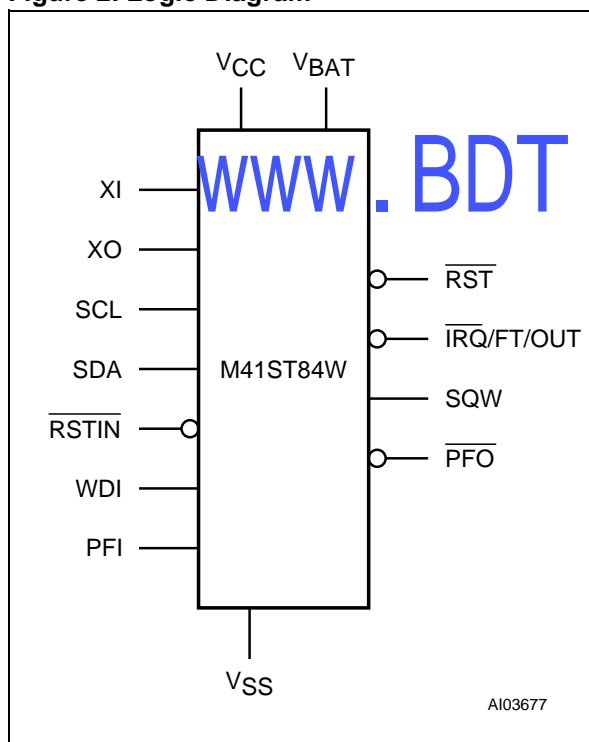 Figure 2. Logic Diagram
VCC VBAT
WWW.BDT
XI
XO
SCL
SDA
RSTIN
WDI
PFI
M41ST84W
RST
IRQ/FT/OUT
SQW
PFO
VSS
AI03677